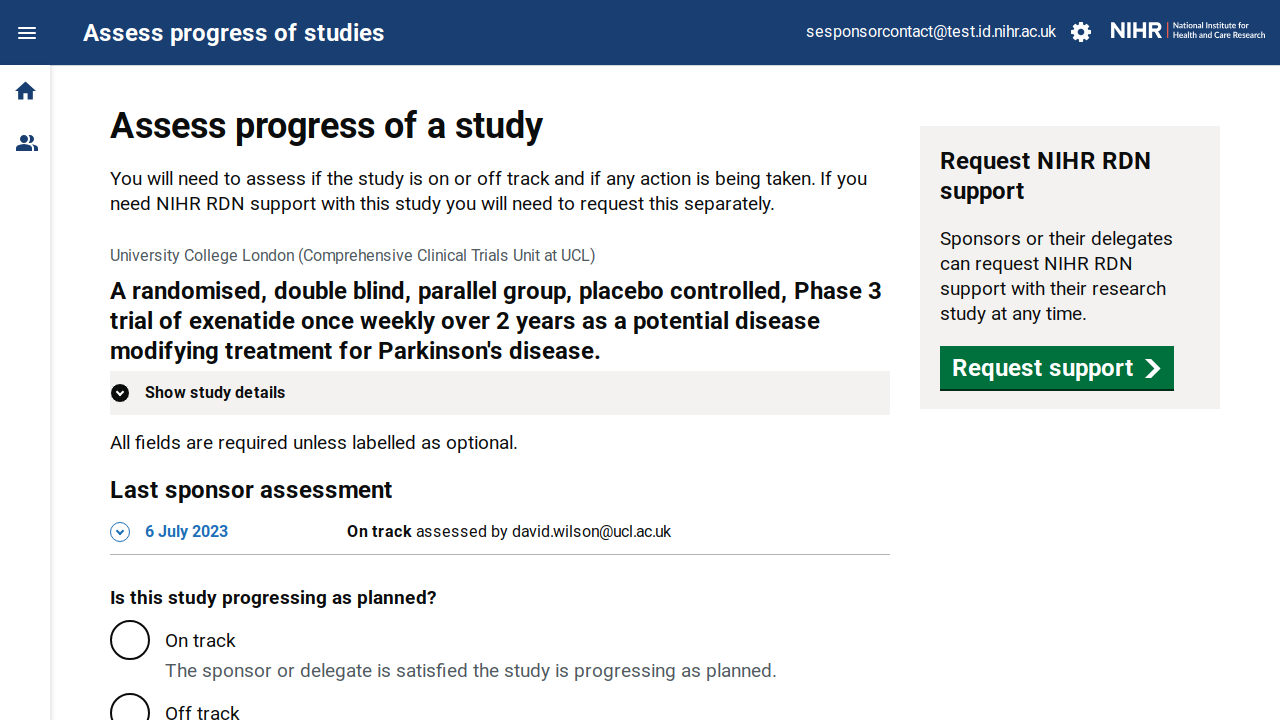 Assess progress of studies
sesponsorcontact@test.id.nihr.ac.uk
NIHR | National Institute for
Health and Care Research
Assess progress of a study
You will need to assess if the study is on or off track and if any action is being taken. If you
need NIHR RDN support with this study you will need to request this separately.
University College London (Comprehensive Clinical Trials Unit at UCL)
A randomised, double blind, parallel group, placebo controlled, Phase 3
trial of exenatide once weekly over 2 years as a potential disease
modifying treatment for Parkinson's disease.
Show study details
All fields are required unless labelled as optional.
Last sponsor assessment
6 July 2023
On track assessed by david.wilson@ucl.ac.uk
Is this study progressing as planned?
On track
The sponsor or delegate is satisfied the study is progressing as planned.
Off track
Request NIHR RDN
support
Sponsors or their delegates
can request NIHR RDN
support with their research
study at any time.
Request support